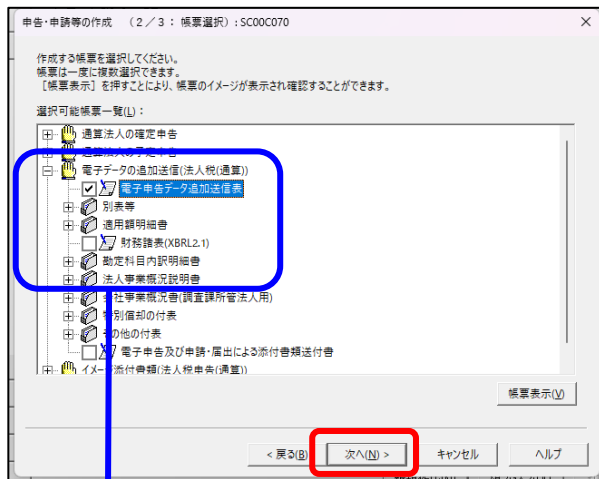 申告・申請等の作成 (2/3: 帳票選択):SC00C070
作成する帳票を選択してください。
帳票は一度に複数選択できます。
[帳票表示] を押すことにより、帳票のイメージが表示され確認することができます。
選択可能帳票一覧(L):
通算法人の確定申告
通算法人の予定申告
電子データの追加送信(法人税(通算))
電子申告データ追加送信表
別表等
適用額明細書
財務諸表(XBRL2.1)
勘定科目内訳明細書
法人事業概況説明書
会社事業概況書(調査課所管法人用)
特別償却の付表
その他の付表
電子申告及び申請・届出による添付書類送付書
イメージ添付書類(法人税申告(通算))
帳票表示(V)
< 戻る(B)
次へ(N) >
キャンセル
ヘルプ